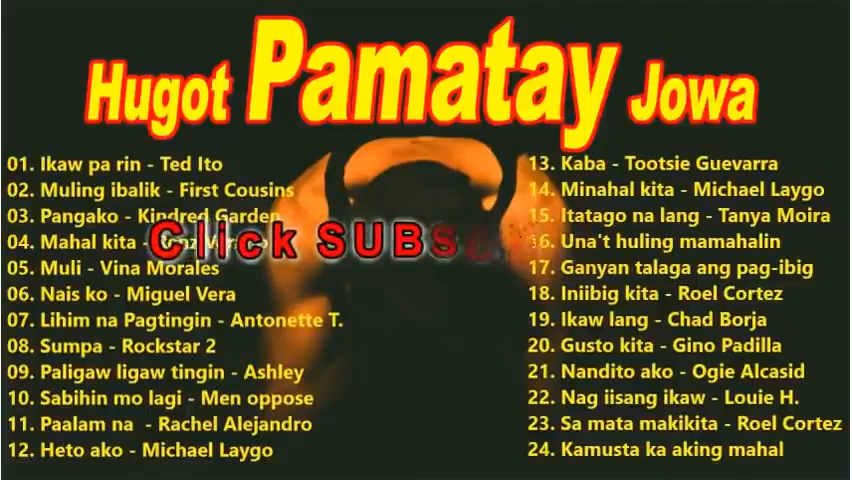 Hugot Pamatay Jowa
01. Ikaw pa rin - Ted Ito
02. Muling ibalik - First Cousins
03. Pangako - Kindred Garden
04. Mahal kita -
05. Muli - Vina Morales
06. Nais ko - Miguel Vera
07. Lihim na Pagtingin - Antonette T.
08. Sumpa - Rockstar 2
09. Paligaw ligaw tingin - Ashley
10. Sabihin mo lagi - Men oppose
11. Paalam na - Rachel Alejandro
12. Heto ako - Michael Laygo
Click SUBSC
13. Kaba - Tootsie Guevarra
14. Minahal kita - Michael Laygo
15. Itatago na lang - Tanya Moira
16. Una't huling mamahalin
17. Ganyan talaga ang pag-ibig
18. Iniibig kita - Roel Cortez
19. Ikaw lang - Chad Borja
20. Gusto kita - Gino Padilla
21. Nandito ako - Ogie Alcasid
22. Nag iisang ikaw - Louie H.
23. Sa mata makikita - Roel Cortez
24. Kamusta ka aking mahal